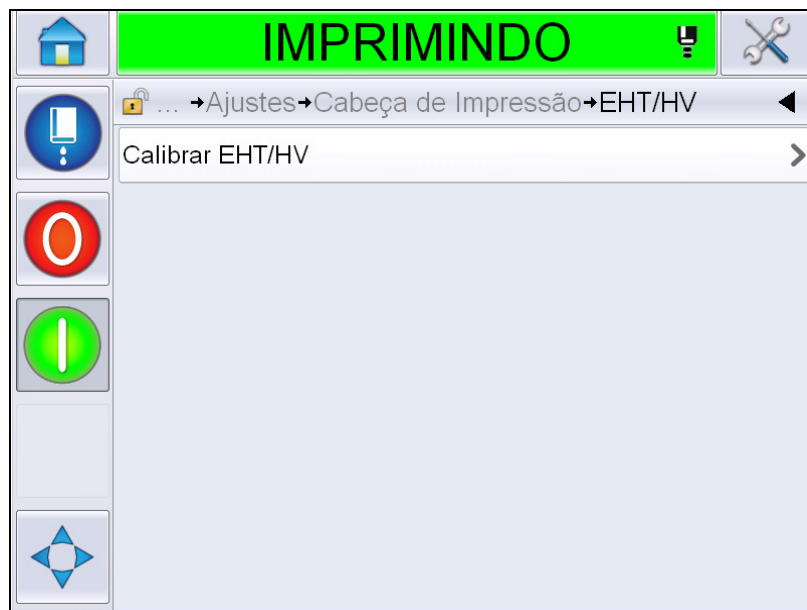 IMPRIMINDO
... →Ajustes→Cabeça de Impressão→EHT/HV
Calibrar EHT/HV